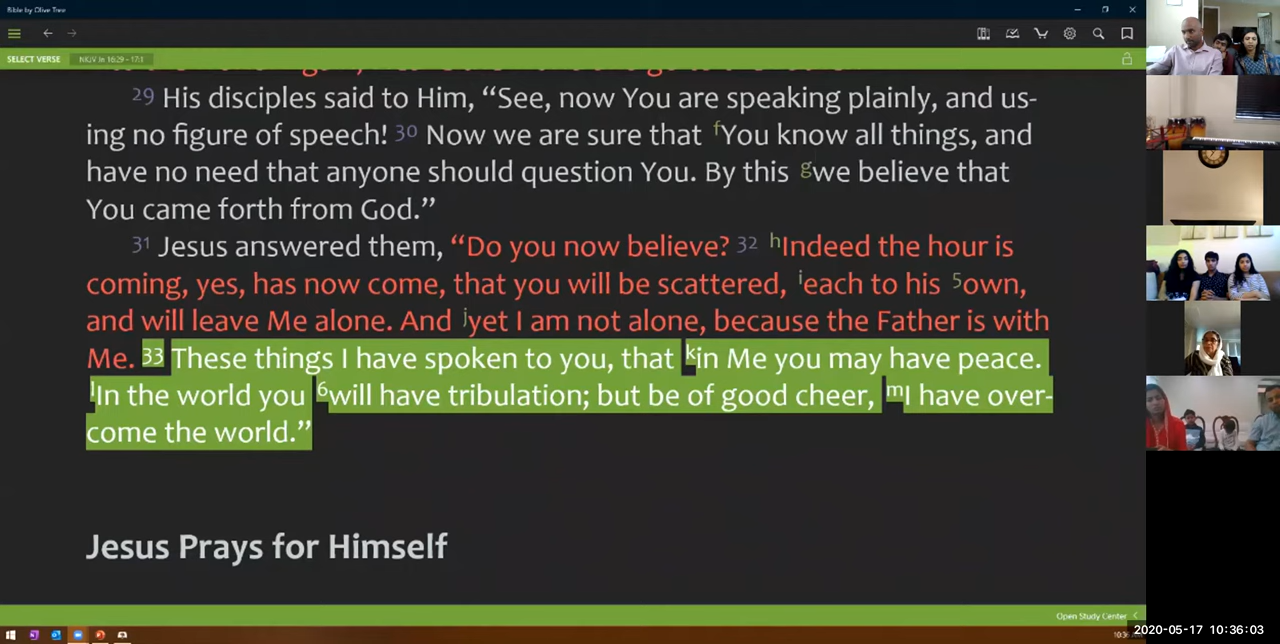 Bible by Olive Tree
SELECT VERSE NKJV Jn 16:29 - 17:1
29 His disciples said to Him, “See, now You are speaking plainly, and us-
ing no figure of speech! 30 Now we are sure that fYou know all things, and
have no need that anyone should question You. By this gwe believe that
You came forth from God.”
31 Jesus answered them, “Do you now believe? 32 hIndeed the hour is
coming, yes, has now come, that you will be scattered, ieach to his 5own,
and will leave Me alone. And jyet I am not alone, because the Father is with
Me. 33 These things I have spoken to you, that kin Me you may have peace.
lIn the world you 6will have tribulation; but be of good cheer, mI have over-
come the world.”
Jesus Prays for Himself
Open Study Center
2020-05-17 10:36:03